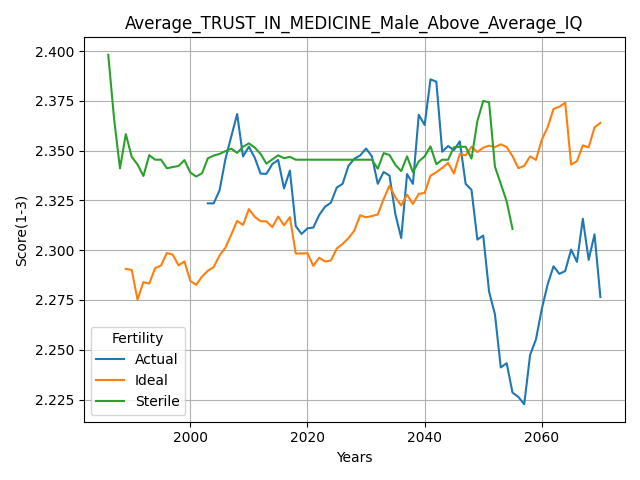 Average_TRUST_IN_MEDICINE_Male_Above_Average_IQ
2.400
2.375
2.350
2.325
2.300
2.275
2.250
2.225
Score(1-3)
Fertility
Actual
Ideal
Sterile
2000
2020
2040
2060
Years